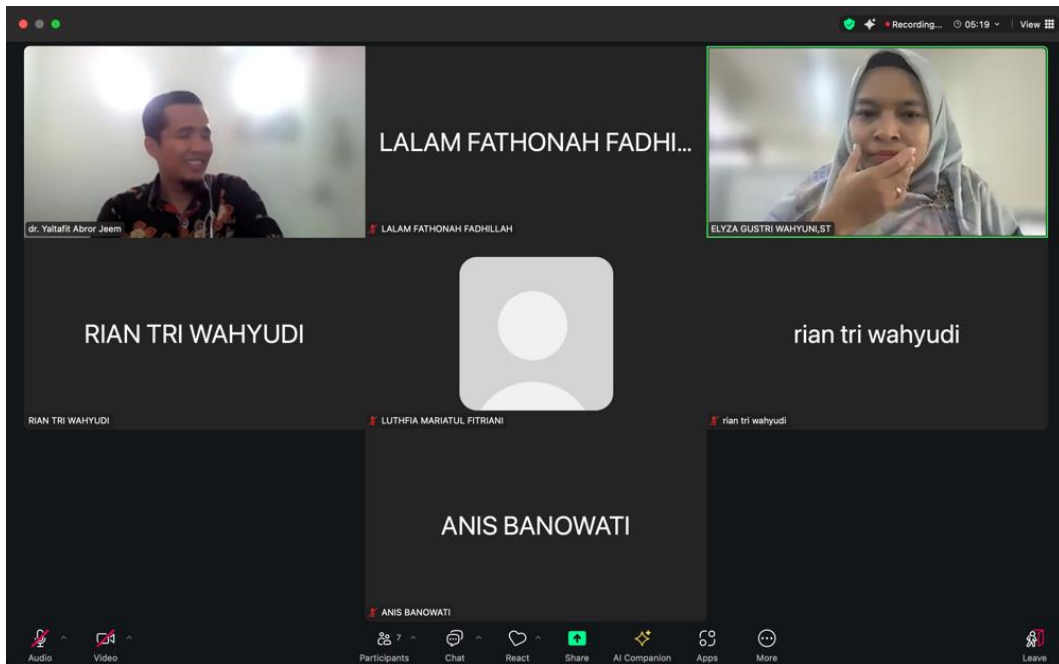 Recording...
05:19
View
dr. Yaltafit Abror Jeem
LALAM FATHONAH FADHI...
LALAM FATHONAH FADHILLAH
ELYZA GUSTRI WAHYUNI,ST
RIAN TRI WAHYUDI
RIAN TRI WAHYUDI
LUTHFIA MARIATUL FITRIANI
rian tri wahyudi
rian tri wahyudi
ANIS BANOWATI
ANIS BANOWATI
Audio
Video
7
Participants
Chat
React
Share
AI Companion
Apps
More
Leave